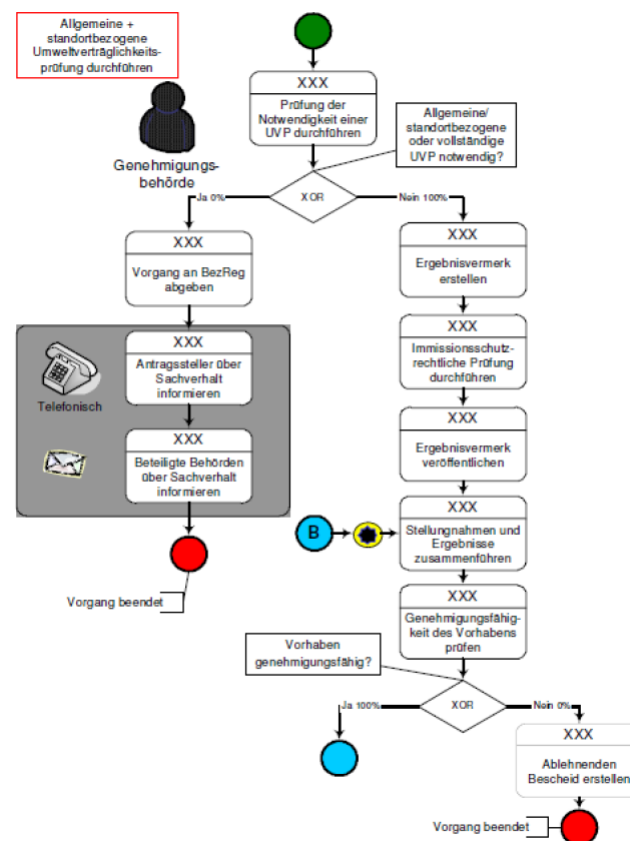 Allgemeine +
standortbezogene
Umweltverträglichkeits-
prüfung durchführen
Genehmigungs-
behörde
XXX
Prüfung der
Notwendigkeit einer
UVP durchführen
Allgemeine/
standortbezogene
oder vollständige
UVP notwendig?
Ja 0%
XOR
Nein 100%
XXX
Vorgang an BezReg
abgeben
XXX
Antragssteller über
Sachverhalt
informieren
Telefonisch
XXX
Beteiligte Behörden
über Sachverhalt
informieren
Vorgang beendet
XXX
Ergebnisvermerk
erstellen
XXX
Immissionsschutz-
rechtliche Prüfung
durchführen
XXX
Ergebnisvermerk
veröffentlichen
B
XXX
Stellungnahmen und
Ergebnisse
zusammenführen
XXX
Genehmigungsfähig-
keit des Vorhabens
prüfen
Vorhaben
genehmigungsfähig?
Ja 100%
XOR
Nein 0%
XXX
Ablehnenden
Bescheid erstellen
Vorgang beendet